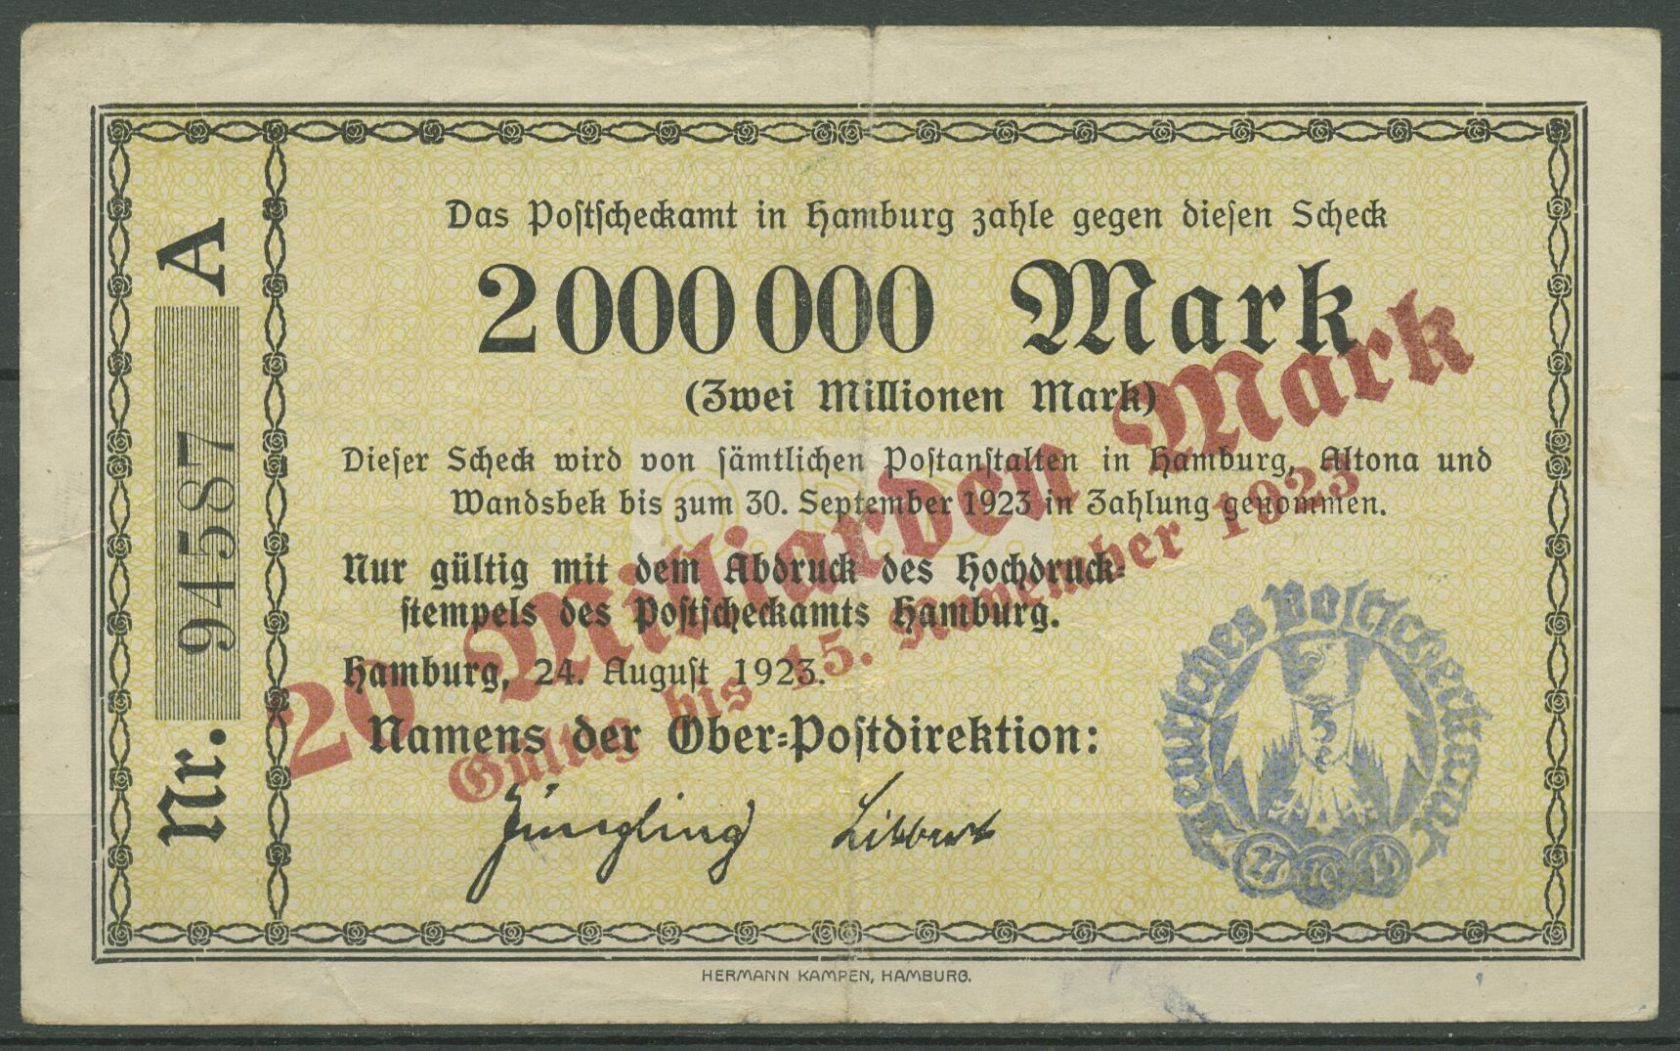 Nr. 94587 A
Das Postscheckamt in Hamburg zahle gegen diesen Scheck
2000000 Mark
(Zwei Millionen Mark)
Dieser Scheck wird von sämtlichen Postanstalten in Hamburg, Altona und
Wandsbek bis zum 30. September 1923 in Zahlung genommen.
Nur gültig mit dem Abdruck des Hochdruck-
stempels des Postscheckamts Hamburg.
Hamburg, 24. August 1923.
Namens der Ober-Postdirektion:
20 Milliarden Mark
Gültig bis 15. November 1923
Jüngling
HERMANN KAMPEN, HAMBURG.